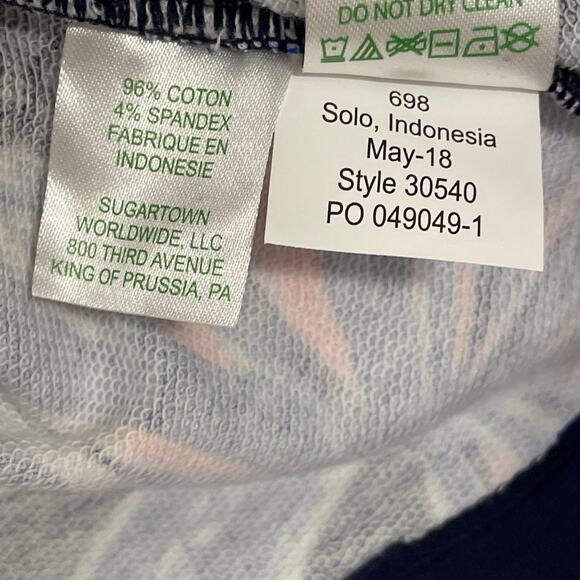 DO NOT DRY CLEAN
96% COTON
4% SPANDEX
FABRIQUE EN
INDONESIE
SUGARTOWN
WORLDWIDE, LLC
800 THIRD AVENUE
KING OF PRUSSIA, PA
698
Solo, Indonesia
May-18
Style 30540
PO 049049-1